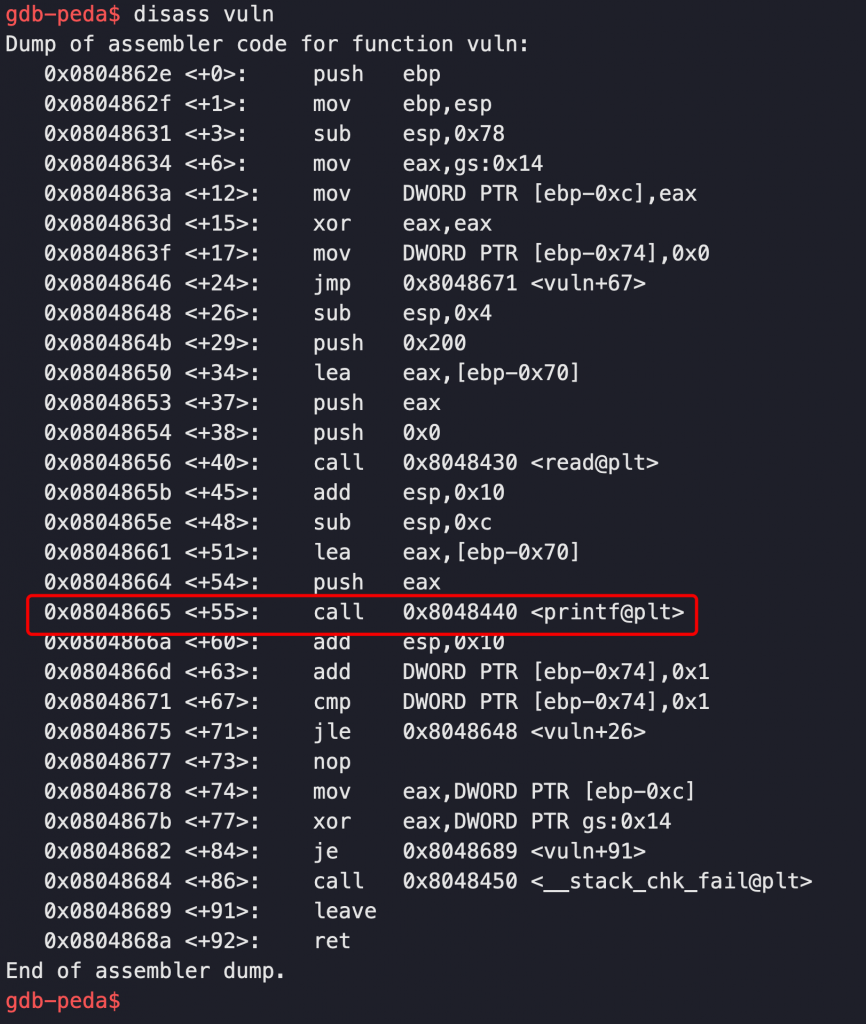 gdb-peda$ disass vuln
Dump of assembler code for function vuln:
   0x0804862e <+0>:     push   ebp
   0x0804862f <+1>:     mov    ebp,esp
   0x08048631 <+3>:     sub    esp,0x78
   0x08048634 <+6>:     mov    eax,gs:0x14
   0x0804863a <+12>:    mov    DWORD PTR [ebp-0xc],eax
   0x0804863d <+15>:    xor    eax,eax
   0x0804863f <+17>:    mov    DWORD PTR [ebp-0x74],0x0
   0x08048646 <+24>:    jmp    0x8048671 <vuln+67>
   0x08048648 <+26>:    sub    esp,0x4
   0x0804864b <+29>:    push   0x200
   0x08048650 <+34>:    lea    eax,[ebp-0x70]
   0x08048653 <+37>:    push   eax
   0x08048654 <+38>:    push   0x0
   0x08048656 <+40>:    call   0x8048430 <read@plt>
   0x0804865b <+45>:    add    esp,0x10
   0x0804865e <+48>:    sub    esp,0xc
   0x08048661 <+51>:    lea    eax,[ebp-0x70]
   0x08048664 <+54>:    push   eax
   0x08048665 <+55>:    call   0x8048440 <printf@plt>
   0x0804866a <+60>:    add    esp,0x10
   0x0804866d <+63>:    add    DWORD PTR [ebp-0x74],0x1
   0x08048671 <+67>:    cmp    DWORD PTR [ebp-0x74],0x1
   0x08048675 <+71>:    jle    0x8048648 <vuln+26>
   0x08048677 <+73>:    nop
   0x08048678 <+74>:    mov    eax,DWORD PTR [ebp-0xc]
   0x0804867b <+77>:    xor    eax,DWORD PTR gs:0x14
   0x08048682 <+84>:    je     0x8048689 <vuln+91>
   0x08048684 <+86>:    call   0x8048450 <__stack_chk_fail@plt>
   0x08048689 <+91>:    leave
   0x0804868a <+92>:    ret
End of assembler dump.
gdb-peda$